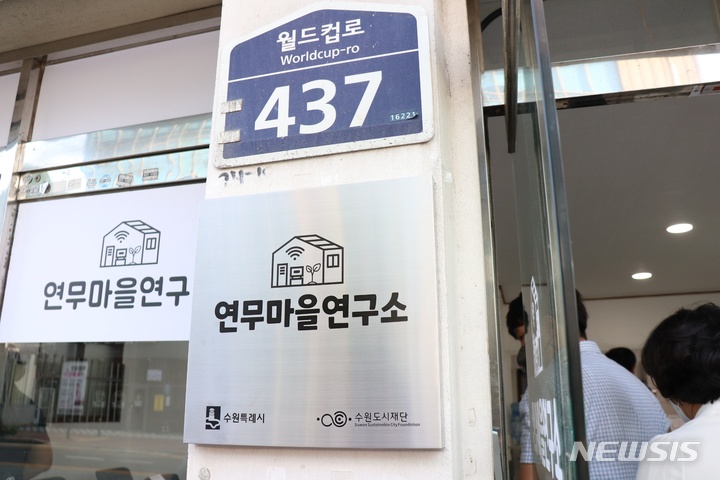 월드컵로
Worldcup-ro
437
16221
연무마을연구
연무마을연구소
수원특례시
수원도시재단
Suwon Sustainable City Foundation
NEWSIS